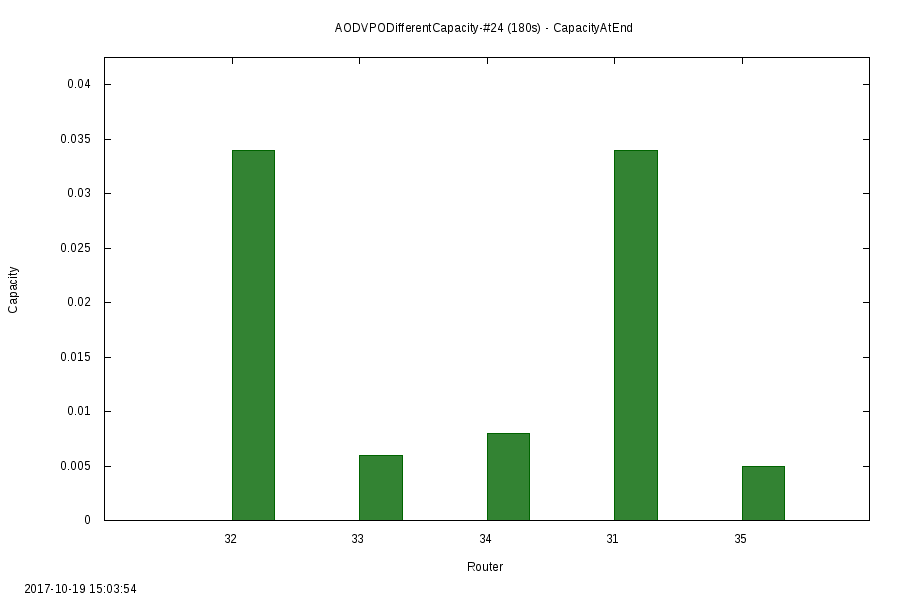 AODVPODifferentCapacity-#24 (180s) - CapacityAtEnd
0.04
0.035
0.03
0.025
0.02
0.015
0.01
0.005
0
Capacity
32 33 34 31 35
Router
2017-10-19 15:03:54